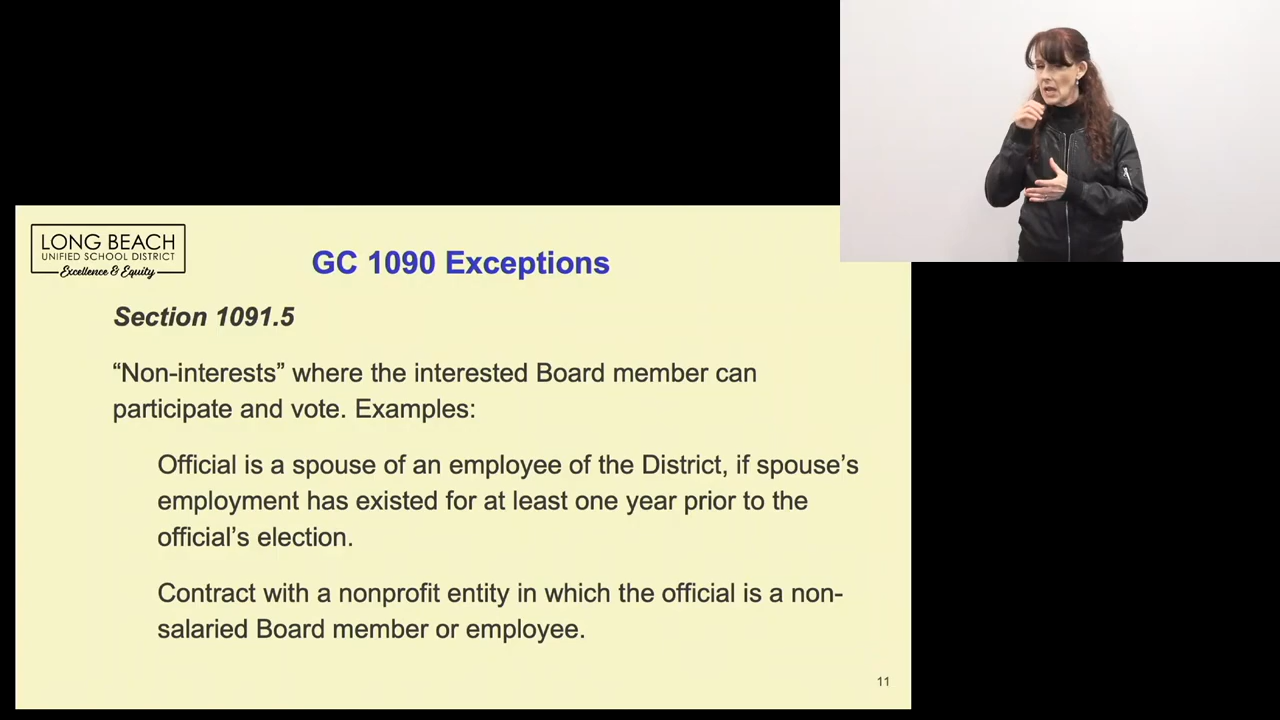 LONG BEACH
UNIFIED SCHOOL DISTRICT
Excellence & Equity
GC 1090 Exceptions
Section 1091.5
“Non-interests” where the interested Board member can
participate and vote. Examples:
Official is a spouse of an employee of the District, if spouse’s
employment has existed for at least one year prior to the
official’s election.
Contract with a nonprofit entity in which the official is a non-
salaried Board member or employee.
11